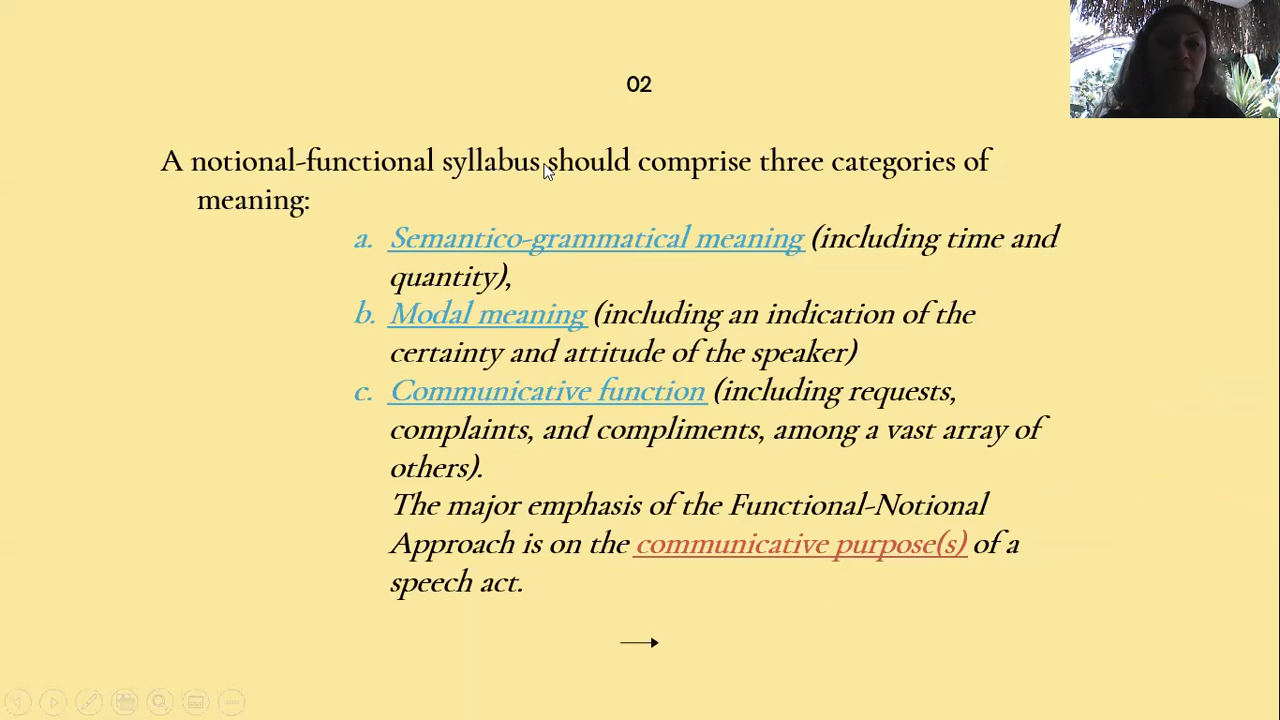 02
A notional-functional syllabus should comprise three categories of
meaning:
a. Semantico-grammatical meaning (including time and
quantity),
b. Modal meaning (including an indication of the
certainty and attitude of the speaker)
c. Communicative function (including requests,
complaints, and compliments, among a vast array of
others).
The major emphasis of the Functional-Notional
Approach is on the communicative purpose(s) of a
speech act.